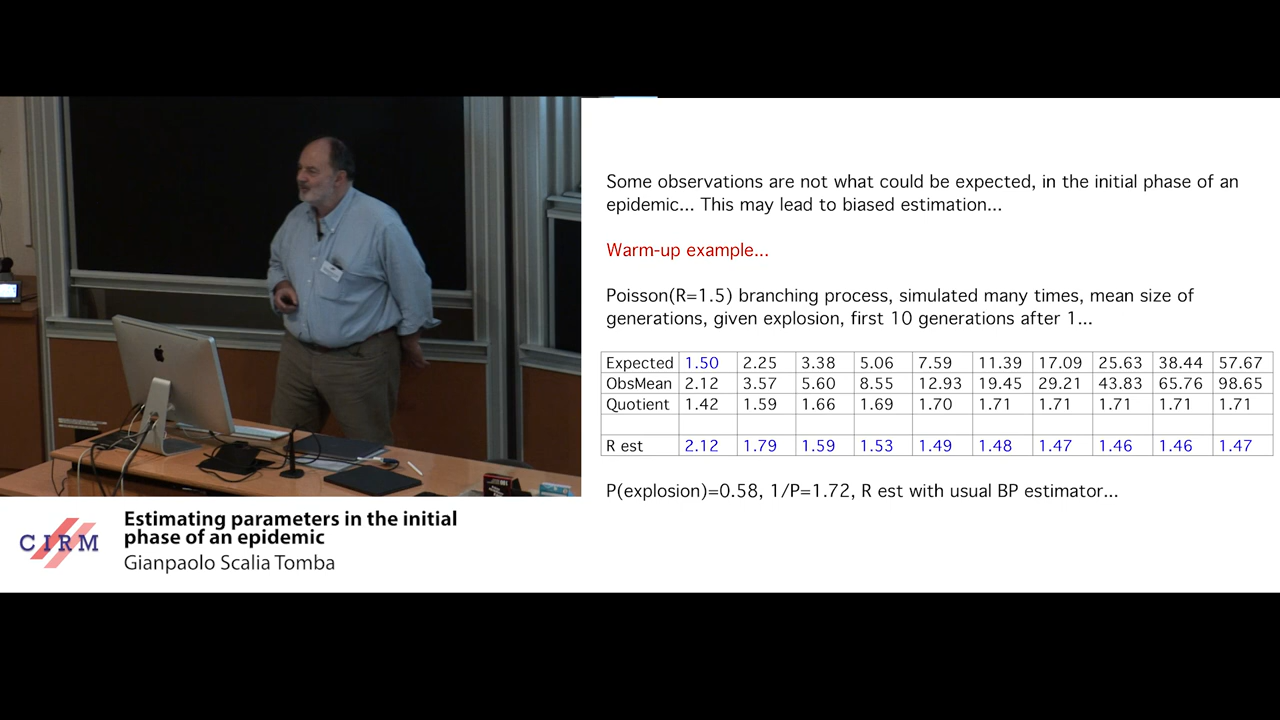 Some observations are not what could be expected, in the initial phase of an
epidemic... This may lead to biased estimation...
Warm-up example...
Poisson(R=1.5) branching process, simulated many times, mean size of
generations, given explosion, first 10 generations after 1...
Expected 1.50 2.25 3.38 5.06 7.59 11.39 17.09 25.63 38.44 57.67
ObsMean 2.12 3.57 5.60 8.55 12.93 19.45 29.21 43.83 65.76 98.65
Quotient 1.42 1.59 1.66 1.69 1.70 1.71 1.71 1.71 1.71 1.71
R est 2.12 1.79 1.59 1.53 1.49 1.48 1.47 1.46 1.46 1.47
P(explosion)=0.58, 1/P=1.72, R est with usual BP estimator...
CIRM
Estimating parameters in the initial
phase of an epidemic
Gianpaolo Scalia Tomba